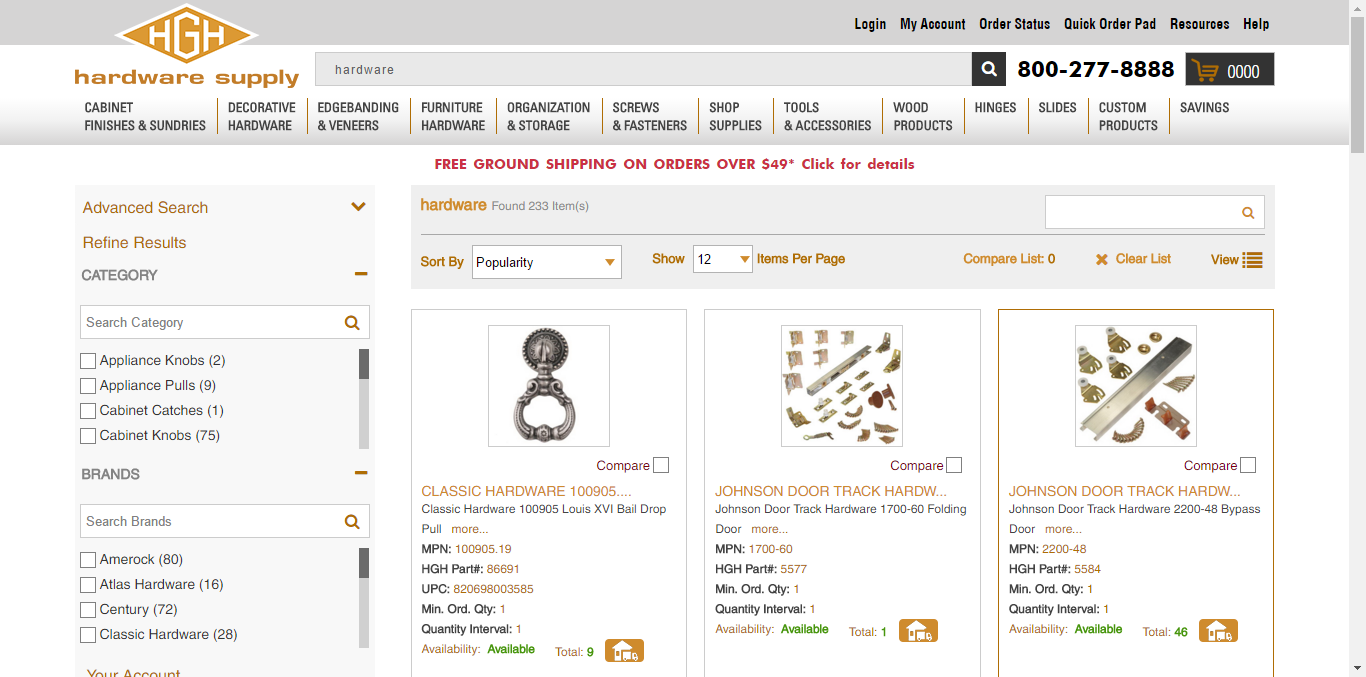 Login My Account Order Status Quick Order Pad Resources Help
HGH
hardware supply
hardware
800-277-8888
0000
CABINET FINISHES & SUNDRIES
DECORATIVE HARDWARE
EDGEBANDING & VENEERS
FURNITURE HARDWARE
ORGANIZATION & STORAGE
SCREWS & FASTENERS
SHOP SUPPLIES
TOOLS & ACCESSORIES
WOOD PRODUCTS
HINGES
SLIDES
CUSTOM PRODUCTS
SAVINGS
FREE GROUND SHIPPING ON ORDERS OVER $49* Click for details
Advanced Search
Refine Results
CATEGORY
Search Category
Appliance Knobs (2)
Appliance Pulls (9)
Cabinet Catches (1)
Cabinet Knobs (75)
BRANDS
Search Brands
Amerock (80)
Atlas Hardware (16)
Century (72)
Classic Hardware (28)
Your Account
hardware Found 233 Item(s)
Sort By Popularity Show 12 Items Per Page Compare List: 0 Clear List View
Compare
CLASSIC HARDWARE 100905....
Classic Hardware 100905 Louis XVI Bail Drop
Pull more...
MPN: 100905.19
HGH Part#: 86691
UPC: 820698003585
Min. Ord. Qty: 1
Quantity Interval: 1
Availability: Available Total: 9
Compare
JOHNSON DOOR TRACK HARDW...
Johnson Door Track Hardware 1700-60 Folding
Door more...
MPN: 1700-60
HGH Part#: 5577
Min. Ord. Qty: 1
Quantity Interval: 1
Availability: Available Total: 1
Compare
JOHNSON DOOR TRACK HARDW...
Johnson Door Track Hardware 2200-48 Bypass
Door more...
MPN: 2200-48
HGH Part#: 5584
Min. Ord. Qty: 1
Quantity Interval: 1
Availability: Available Total: 46